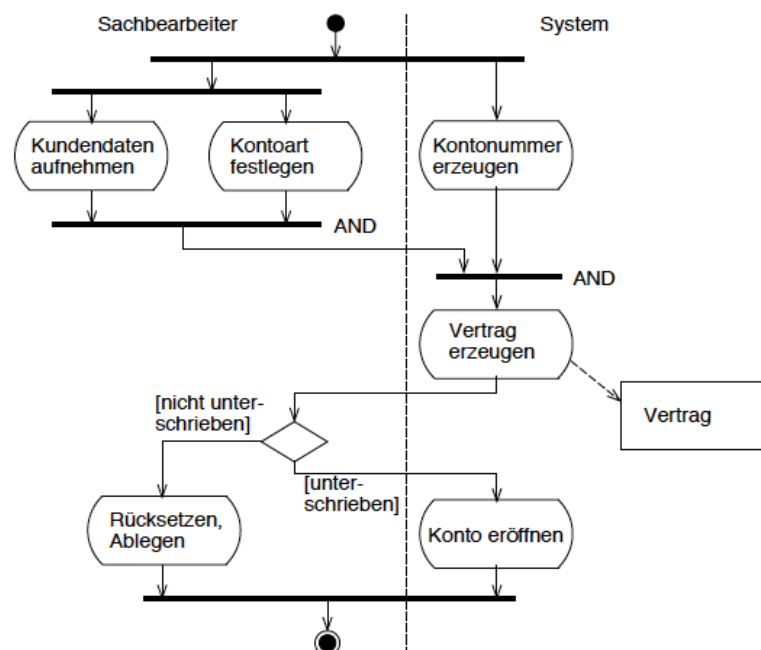 Sachbearbeiter
System
Kundendaten
aufnehmen
Kontoart
festlegen
Kontonummer
erzeugen
AND
AND
Vertrag
erzeugen
Vertrag
[nicht unter-
schrieben]
[unter-
schrieben]
Rücksetzen,
Ablegen
Konto eröffnen